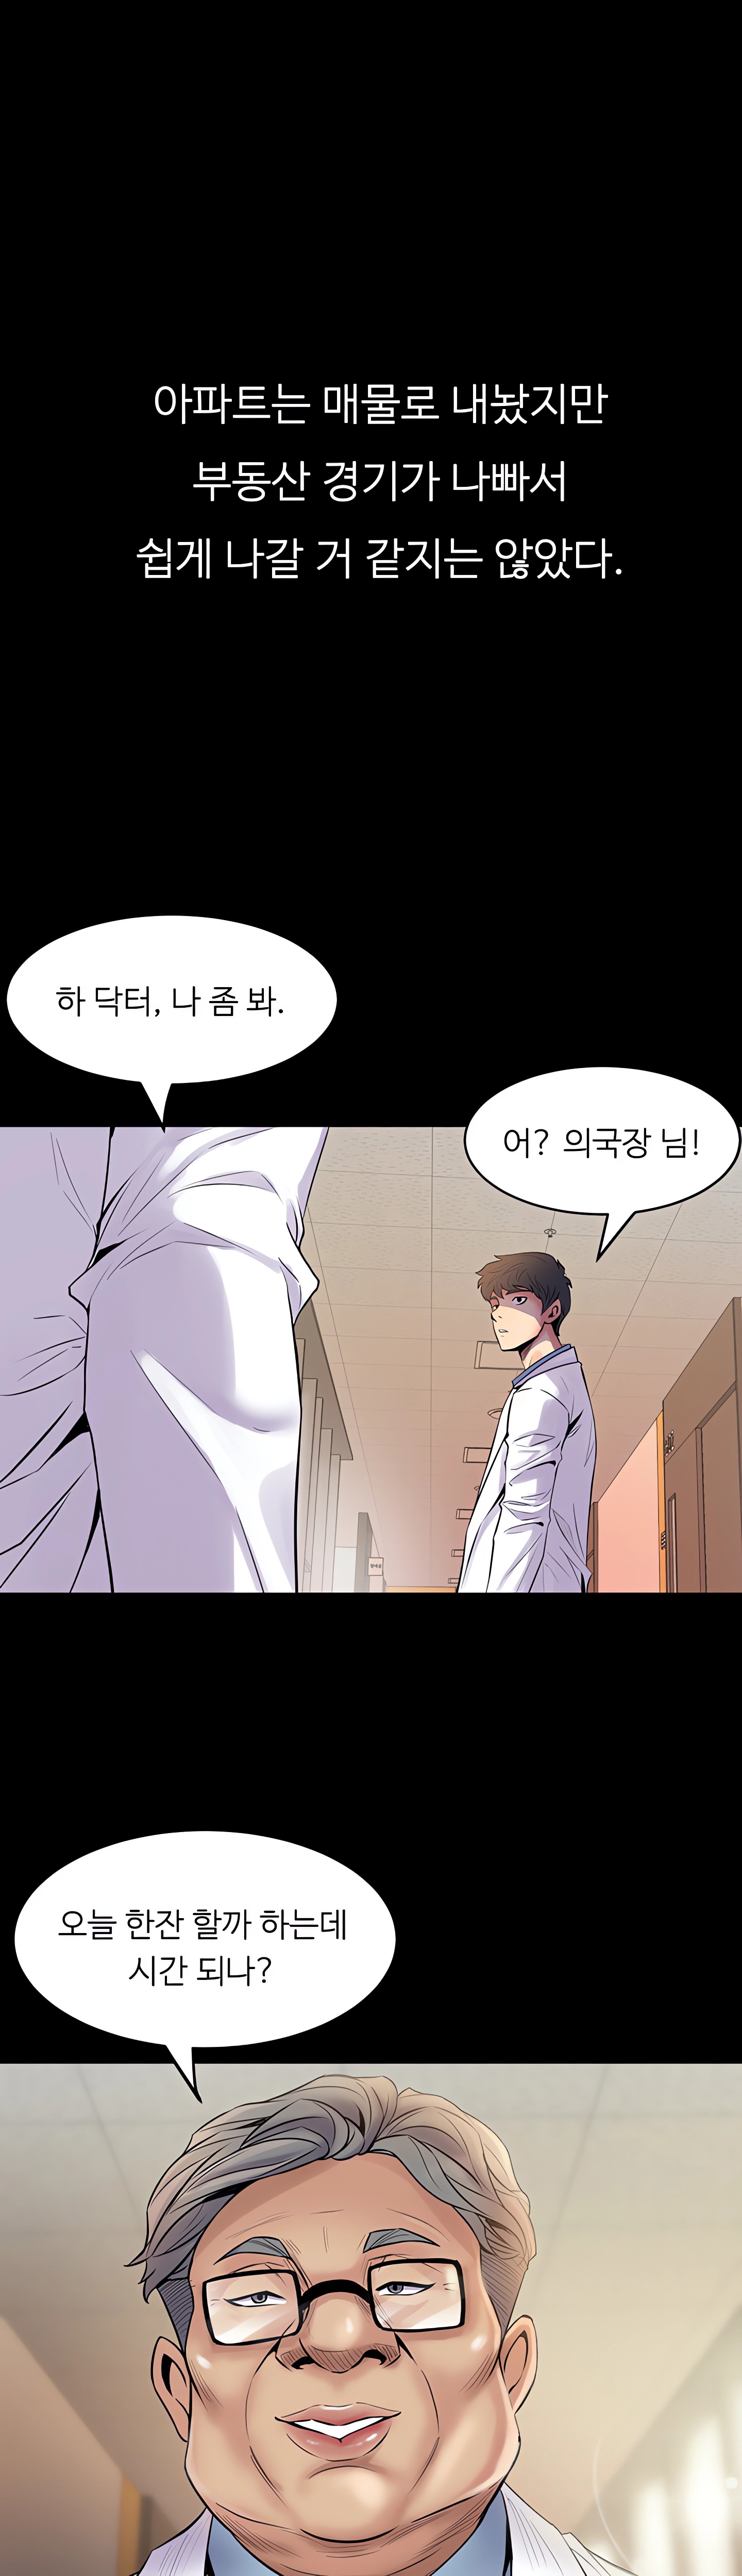 아파트는 매물로 내놨지만
부동산 경기가 나빠서
쉽게 나갈 거 같지는 않았다.
하 닥터, 나 좀 봐.
어? 의국장 님!
오늘 한잔 할까 하는데
시간 되나?